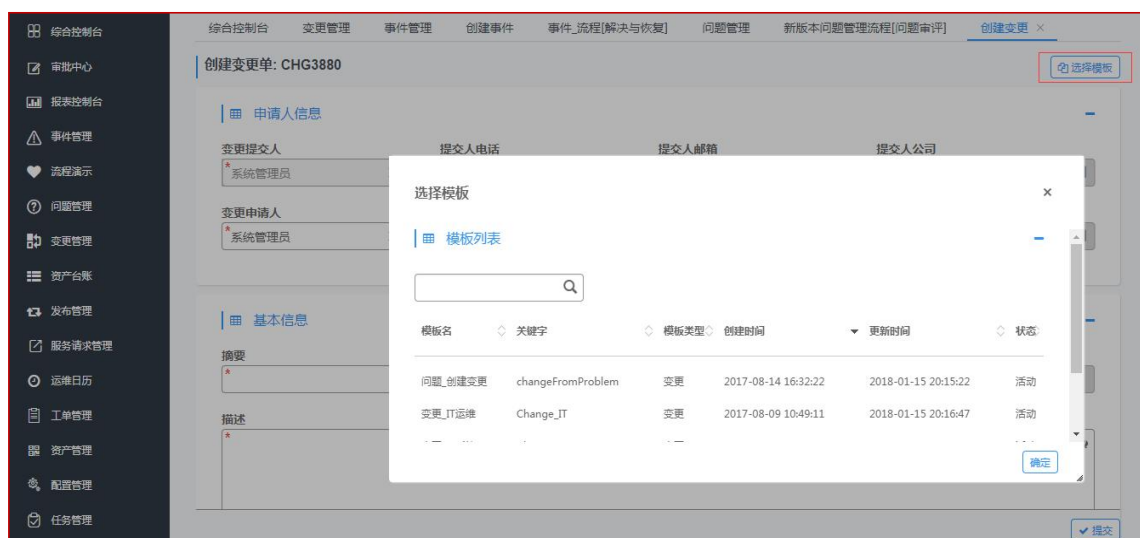 综合控制台
审批中心
报表控制台
事件管理
流程演示
问题管理
变更管理
资产台账
发布管理
服务请求管理
运维日历
工单管理
资产管理
配置管理
任务管理
综合控制台 变更管理 事件管理 创建事件 事件_流程[解决与恢复] 问题管理 新版本问题管理流程[问题审评] 创建变更 ×
创建变更单: CHG3880 选择模板
申请人信息
变更提交人 提交人电话 提交人邮箱 提交人公司
*系统管理员
变更申请人
*系统管理员
基本信息
摘要
*
描述
*
选择模板 ×
模板列表
模板名 关键字 模板类型 创建时间 更新时间 状态
问题_创建变更 changeFromProblem 变更 2017-08-14 16:32:22 2018-01-15 20:15:22 活动
变更_IT运维 Change_IT 变更 2017-08-09 10:49:11 2018-01-15 20:16:47 活动
确定
提交